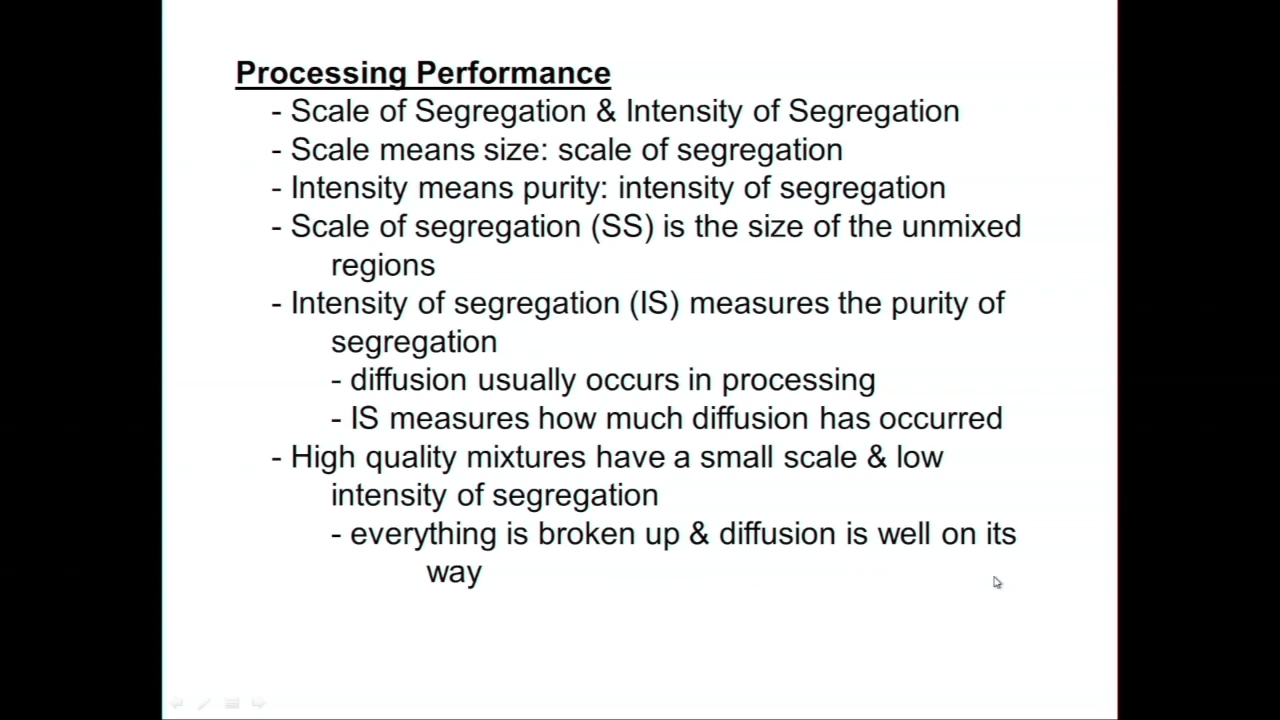 Processing Performance
- Scale of Segregation & Intensity of Segregation
- Scale means size: scale of segregation
- Intensity means purity: intensity of segregation
- Scale of segregation (SS) is the size of the unmixed
regions
- Intensity of segregation (IS) measures the purity of
segregation
- diffusion usually occurs in processing
- IS measures how much diffusion has occurred
- High quality mixtures have a small scale & low
intensity of segregation
- everything is broken up & diffusion is well on its
way